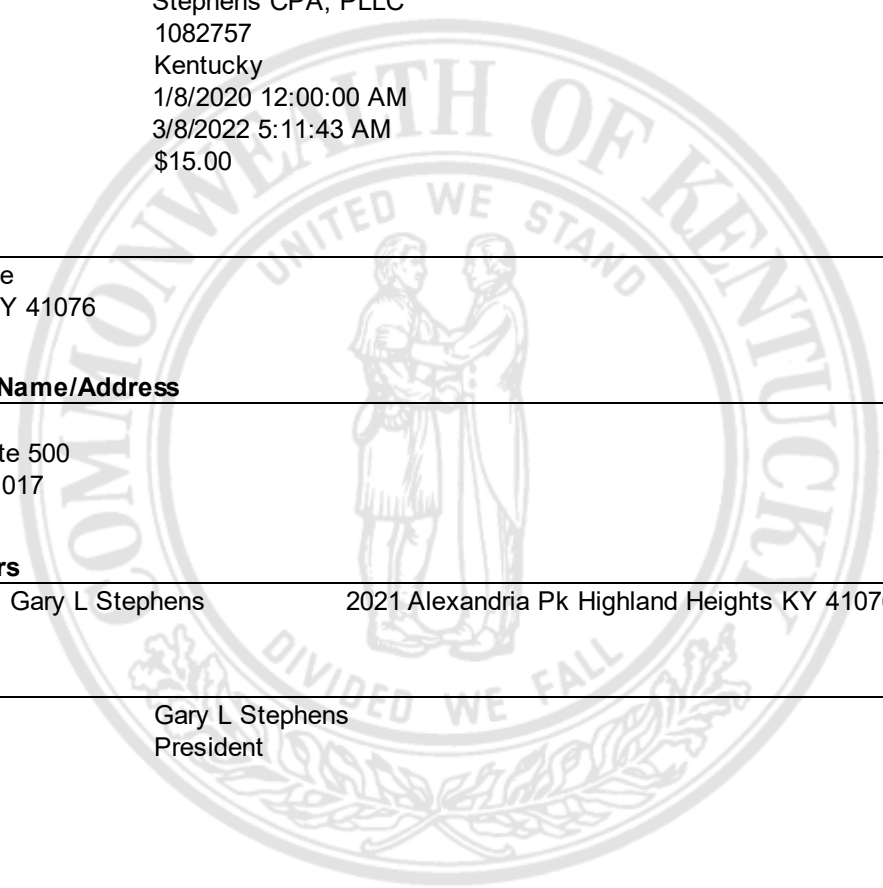 Stephens CPA, PLLC
1082757
Kentucky
1/8/2020 12:00:00 AM
3/8/2022 5:11:43 AM
$15.00
e
Y 41076
Name/Address
te 500
017
rs
Gary L Stephens 2021 Alexandria Pk Highland Heights KY 41076
Gary L Stephens
President
COMMONWEALTH OF KENTUCKY
UNITED WE STAND
DIVIDED WE FALL